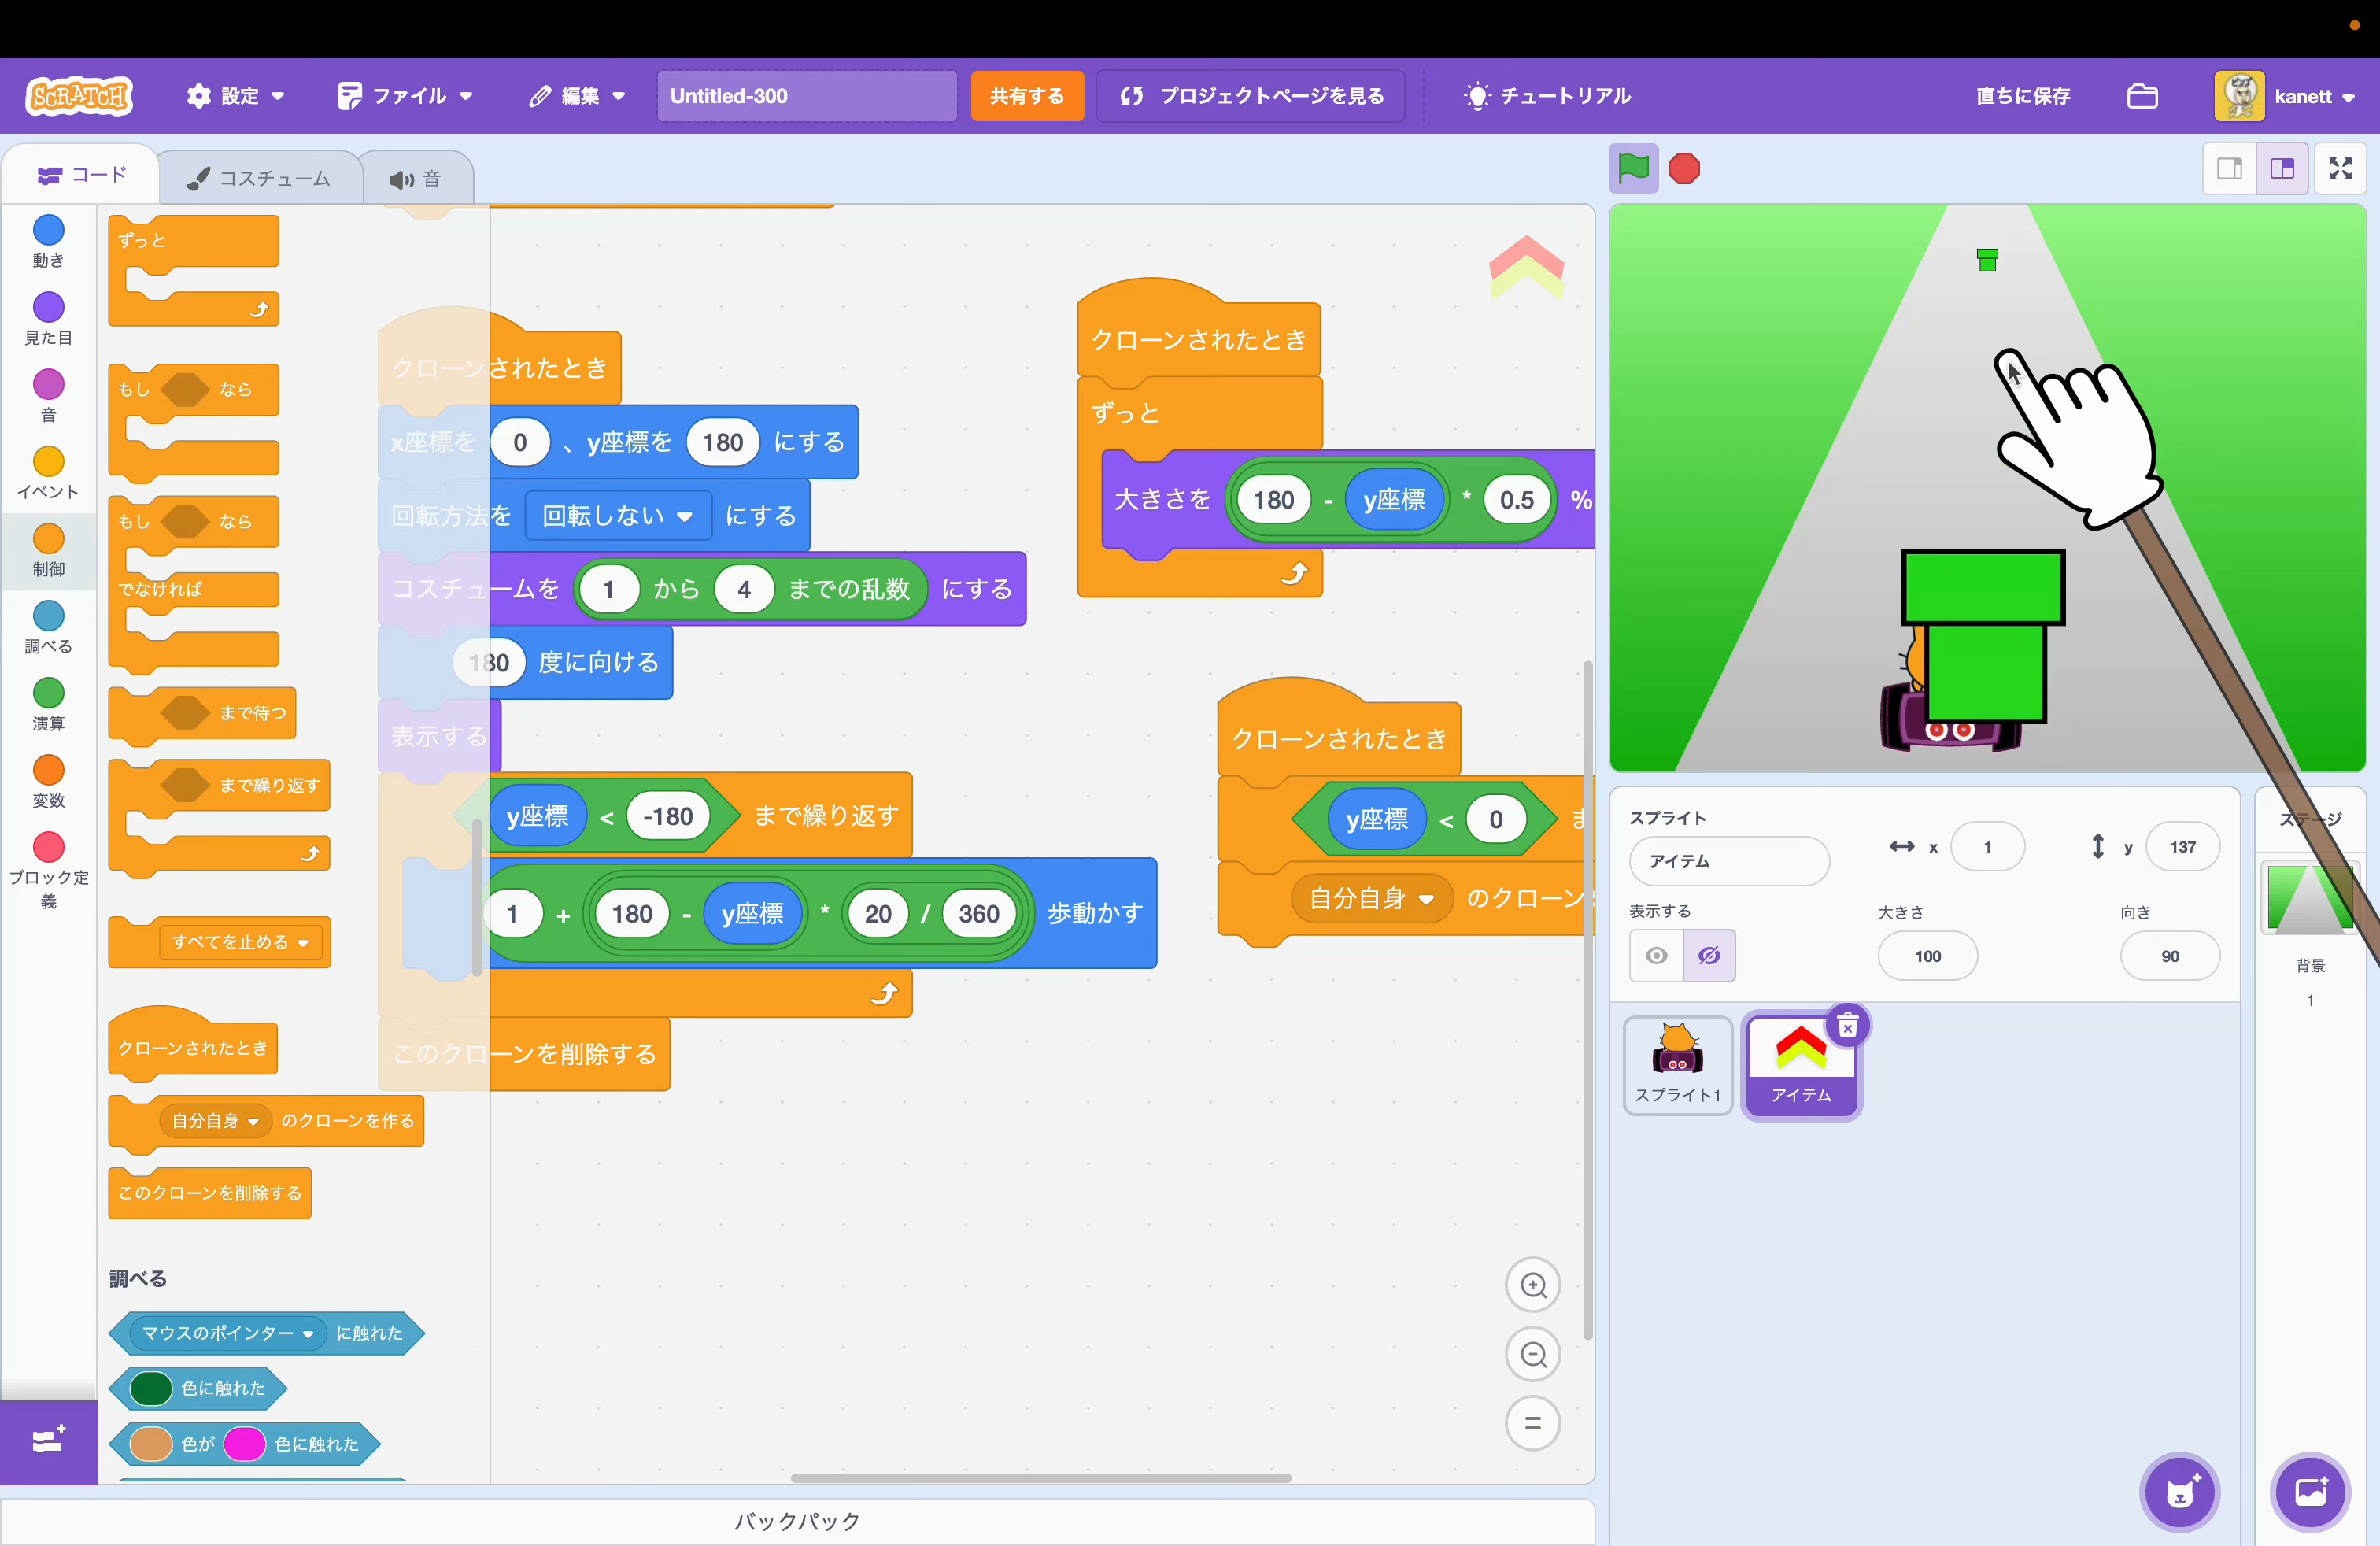 SCRATCH
設定
ファイル
編集
Untitled-300
共有する
プロジェクトページを見る
チュートリアル
直ちに保存
kanett
コード
コスチューム
音
動き
見た目
音
イベント
制御
調べる
演算
変数
ブロック定義
ずっと
もし なら
もし なら
でなければ
まで待つ
まで繰り返す
すべてを止める
クローンされたとき
自分自身 のクローンを作る
このクローンを削除する
調べる
マウスのポインター に触れた
色に触れた
色が 色に触れた
クローンされたとき
x座標を 0 、y座標を 180 にする
回転方法を 回転しない にする
コスチュームを 1 から 4 までの乱数 にする
180 度に向ける
表示する
y座標 < -180 まで繰り返す
1 + 180 - y座標 * 20 / 360 歩動かす
このクローンを削除する
クローンされたとき
ずっと
大きさを 180 - y座標 * 0.5 %
クローンされたとき
y座標 < 0 ま
自分自身 のクローン
バックパック
スプライト
アイテム
x 1
y 137
表示する
大きさ
100
向き
90
スプライト1
アイテム
ステージ
背景
1